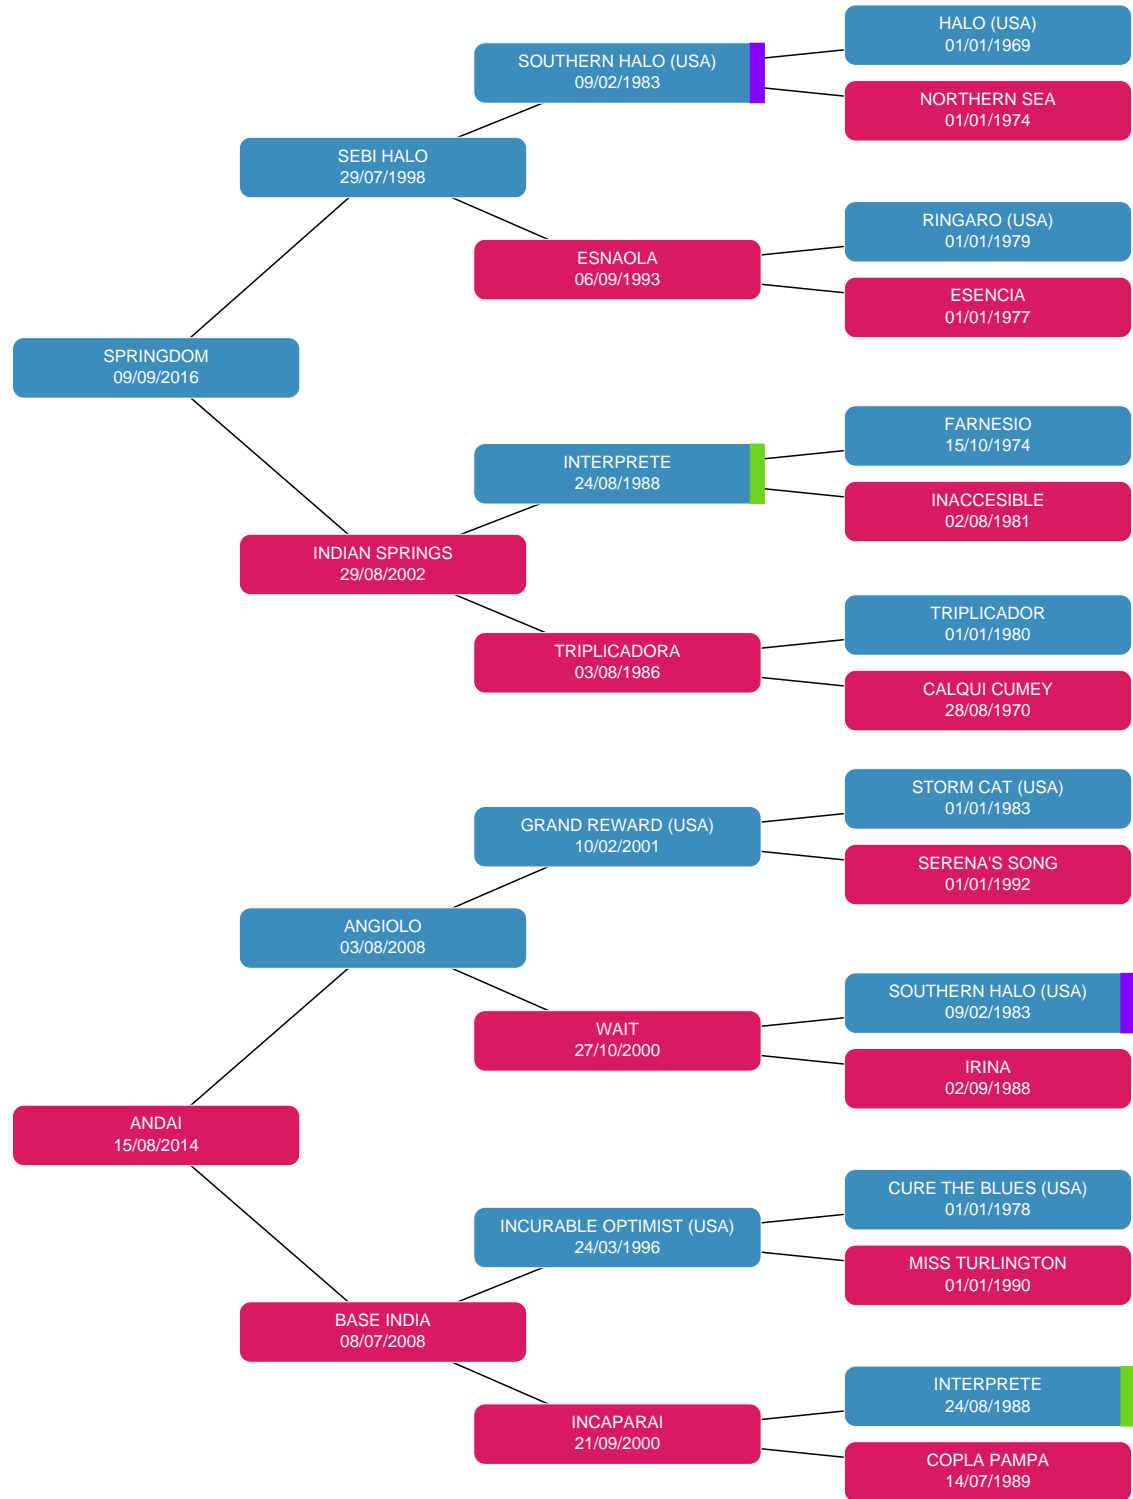 HALO (USA)
01/01/1969
SOUTHERN HALO (USA)
09/02/1983
NORTHERN SEA
01/01/1974
SEBI HALO
29/07/1998
RINGARO (USA)
01/01/1979
ESNAOLA
06/09/1993
ESENCIA
01/01/1977
SPRINGDOM
09/09/2016
FARNESIO
15/10/1974
INTERPRETE
24/08/1988
INACCESIBLE
02/08/1981
INDIAN SPRINGS
29/08/2002
TRIPLICADOR
01/01/1980
TRIPLICADORA
03/08/1986
CALQUI CUMEY
28/08/1970
STORM CAT (USA)
01/01/1983
GRAND REWARD (USA)
10/02/2001
SERENA'S SONG
01/01/1992
ANGIOLO
03/08/2008
SOUTHERN HALO (USA)
09/02/1983
WAIT
27/10/2000
IRINA
02/09/1988
ANDAI
15/08/2014
CURE THE BLUES (USA)
01/01/1978
INCURABLE OPTIMIST (USA)
24/03/1996
MISS TURLINGTON
01/01/1990
BASE INDIA
08/07/2008
INTERPRETE
24/08/1988
INCAPARAI
21/09/2000
COPLA PAMPA
14/07/1989